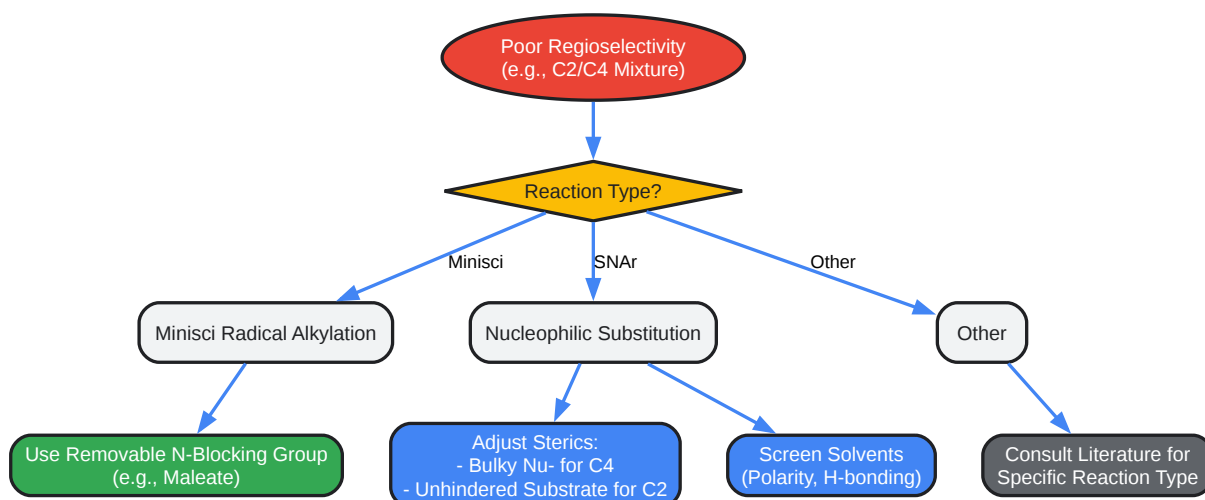 Poor Regioselectivity
(e.g., C2/C4 Mixture)
Reaction Type?
Minisci
SNAr
Other
Minisci Radical Alkylation
Nucleophilic Substitution
Other
Use Removable N-Blocking Group
(e.g., Maleate)
Adjust Sterics:
- Bulky Nu- for C4
- Unhindered Substrate for C2
Screen Solvents
(Polarity, H-bonding)
Consult Literature for
Specific Reaction Type